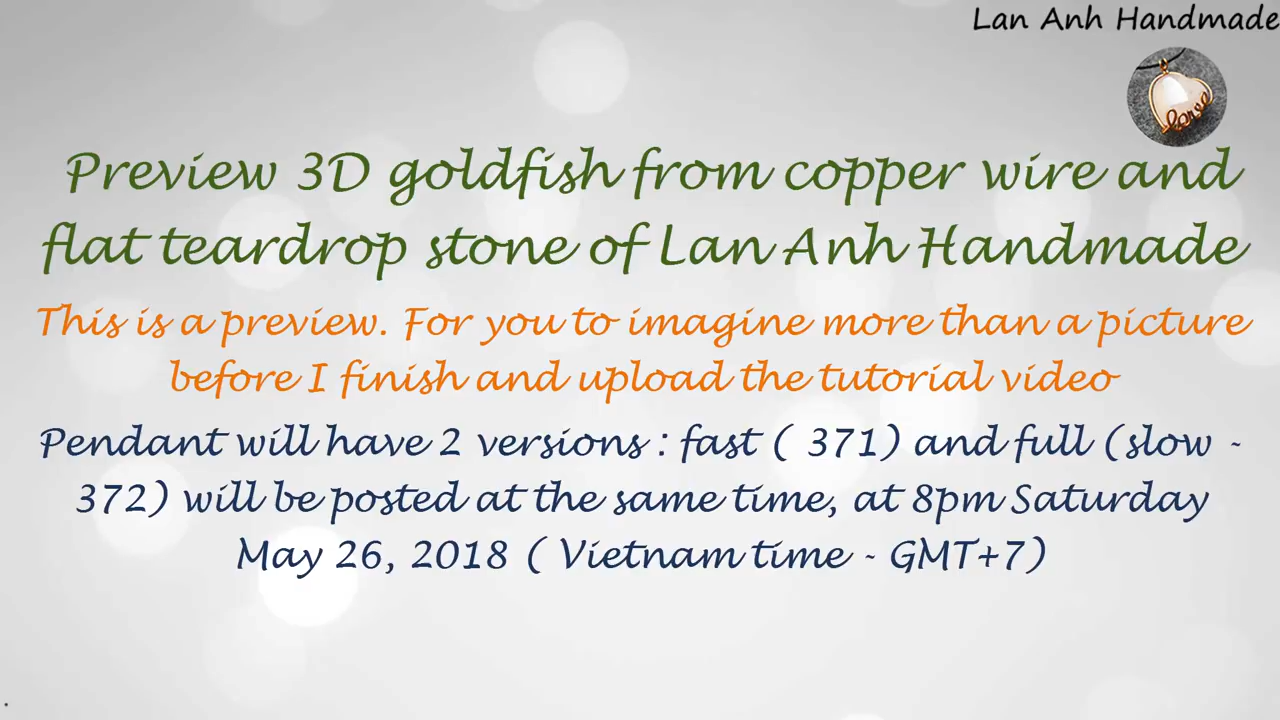 Lan Anh Handmade
Preview 3D goldfish from copper wire and
flat teardrop stone of Lan Anh Handmade
This is a preview. For you to imagine more than a picture
before I finish and upload the tutorial video
Pendant will have 2 versions : fast ( 371) and full (slow -
372) will be posted at the same time, at 8pm Saturday
May 26, 2018 ( Vietnam time - GMT+7)
.